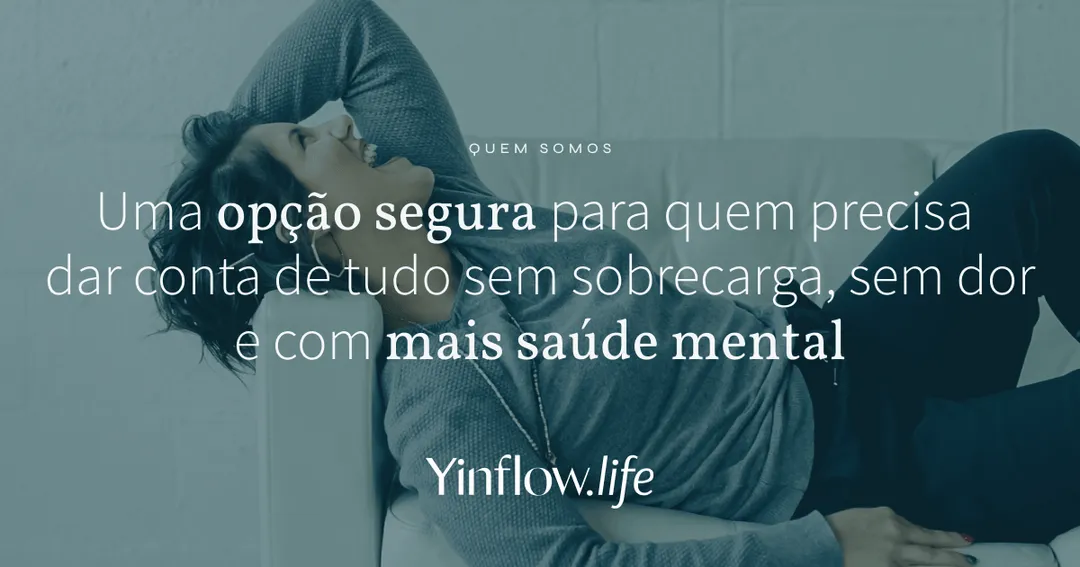 QUEM SOMOS
Uma opção segura para quem precisa
dar conta de tudo sem sobrecarga, sem dor
e com mais saúde mental
Yinflow.life